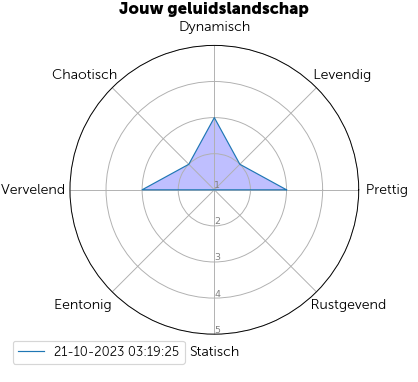 Jouw geluidslandschap
Dynamisch
Chaotisch
Levendig
Vervelend
1
Prettig
2
3
4
Eentonig
Rustgevend
5
21-10-2023 03:19:25
Statisch